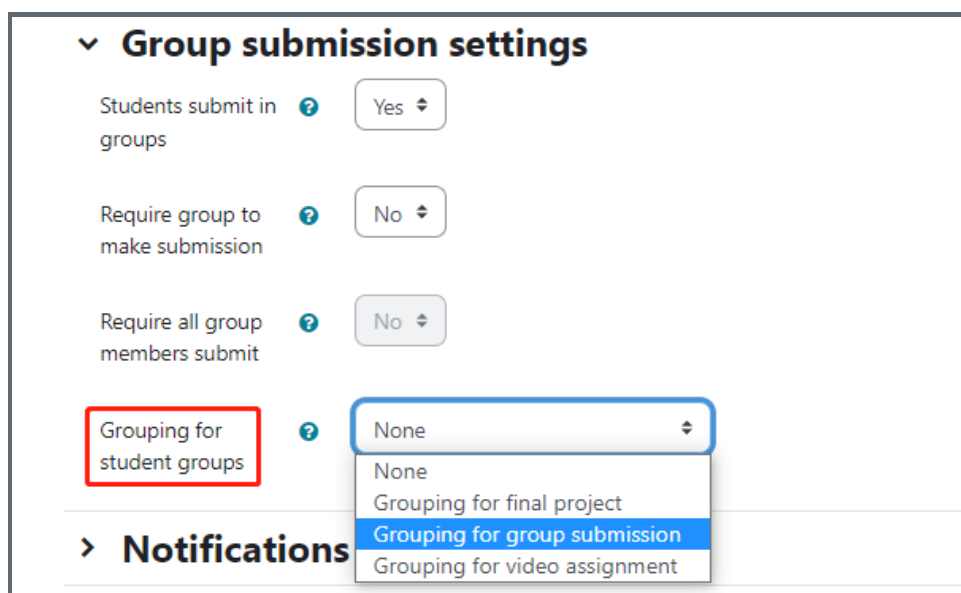 Group submission settings
Students submit in
groups
Yes
Require group to
make submission
No
Require all group
members submit
No
Grouping for
student groups
None
None
Grouping for final project
Grouping for group submission
Grouping for video assignment
Notifications